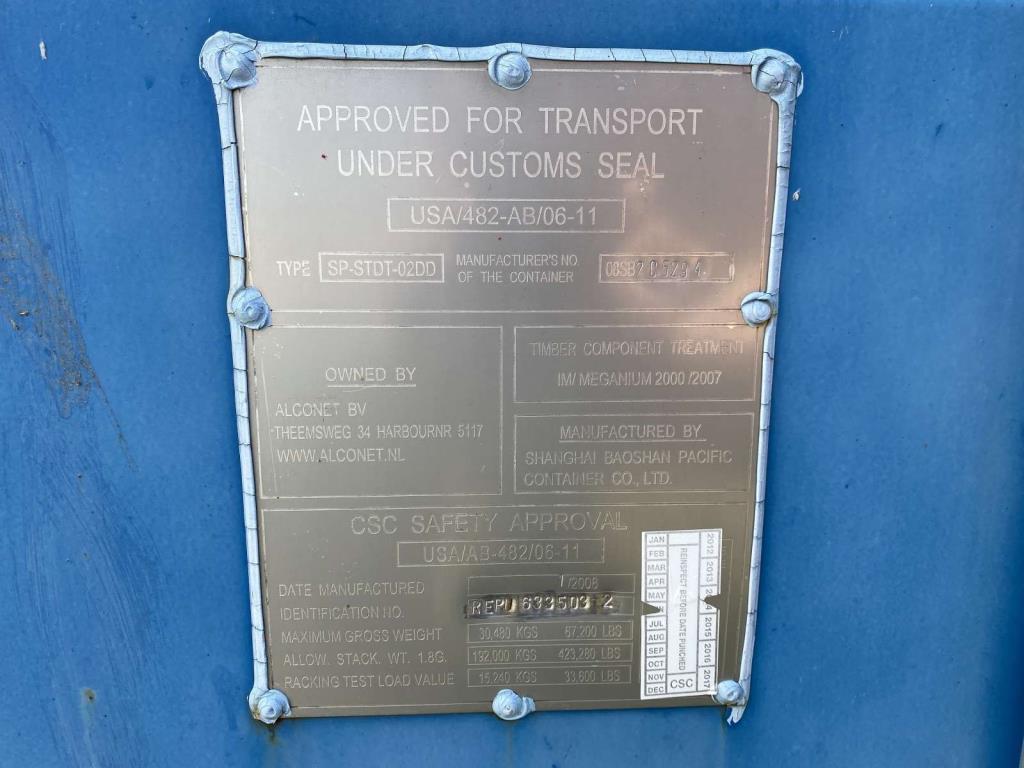 APPROVED FOR TRANSPORT
UNDER CUSTOMS SEAL
USA/482-AB/06-11
TYPE SP-STDT-02DD MANUFACTURER'S NO. OF THE CONTAINER
OWNED BY
ALCONET BV
THEEMSWEG 34 HARBOURNR 5117
WWW.ALCONET.NL
TIMBER COMPONENT TREATMENT
IM/ MEGANIUM 2000 /2007
MANUFACTURED BY
SHANGHAI BAOSHAN PACIFIC
CONTAINER CO., LTD.
CSC SAFETY APPROVAL
USA/AB-482/06-11
DATE MANUFACTURED 1/2008
IDENTIFICATION NO. REPU 633503 2
MAXIMUM GROSS WEIGHT 30,480 KGS 67,200 LBS
ALLOW. STACK. WT. 1.8G. 192,000 KGS 423,280 LBS
RACKING TEST LOAD VALUE 15,240 KGS 33,600 LBS
JAN
FEB
MAR
APR
MAY
JUL
AUG
SEP
OCT
NOV
DEC
REINSPECT BEFORE DATE PUNCHED
CSC
2012 2013 2015 2016 2017